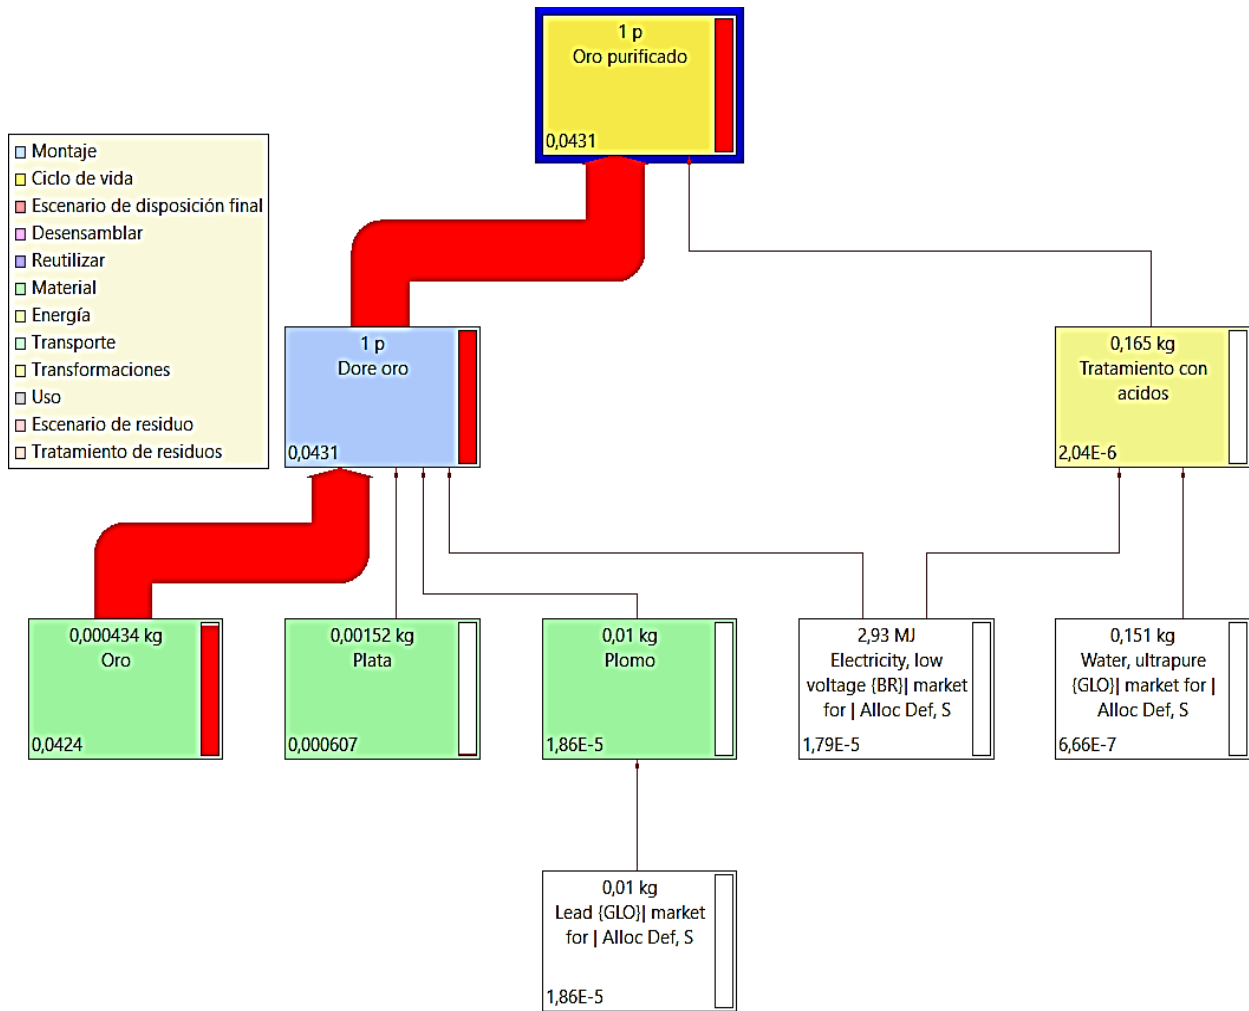 1 p
Oro purificado
0,0431
Montaje
Ciclo de vida
Escenario de disposición final
Desensamblar
Reutilizar
Material
Energía
Transporte
Transformaciones
Uso
Escenario de residuo
Tratamiento de residuos
1 p
Dore oro
0,0431
0,165 kg
Tratamiento con
acidos
2,04E-6
0,000434 kg
Oro
0,0424
0,00152 kg
Plata
0,000607
0,01 kg
Plomo
1,86E-5
2,93 MJ
Electricity, low
voltage {BR}| market
for | Alloc Def, S
1,79E-5
0,151 kg
Water, ultrapure
{GLO}| market for |
Alloc Def, S
6,66E-7
0,01 kg
Lead {GLO}| market
for | Alloc Def, S
1,86E-5